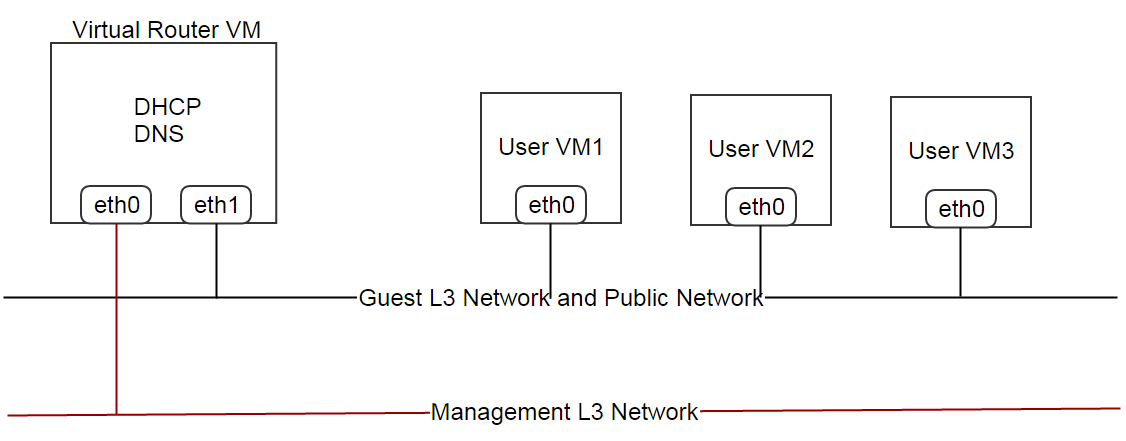 Virtual Router VM
DHCP
DNS
User VM1
User VM2
User VM3
eth0
eth1
eth0
eth0
eth0
Guest L3 Network and Public Network
Management L3 Network